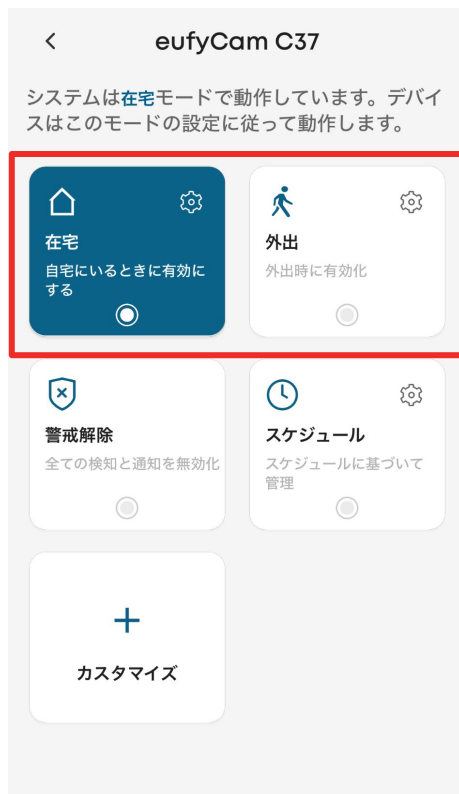 eufyCam C37
システムは在宅モードで動作しています。デバイ
スはこのモードの設定に従って動作します。
在宅
自宅にいるときに有効に
する
外出
外出時に有効化
警戒解除
全ての検知と通知を無効化
スケジュール
スケジュールに基づいて
管理
カスタマイズ